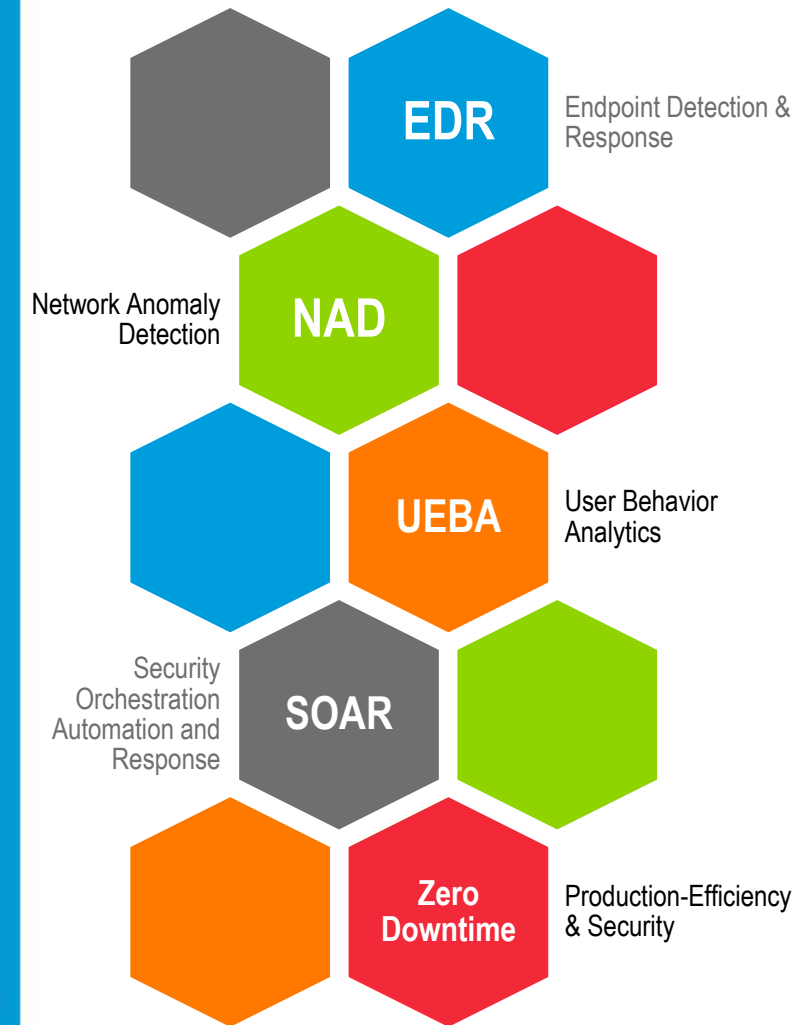 EDR
Endpoint Detection &
Response
Network Anomaly
Detection
NAD
UEBA
User Behavior
Analytics
Security
Orchestration
Automation and
Response
SOAR
Zero
Downtime
Production-Efficiency
& Security